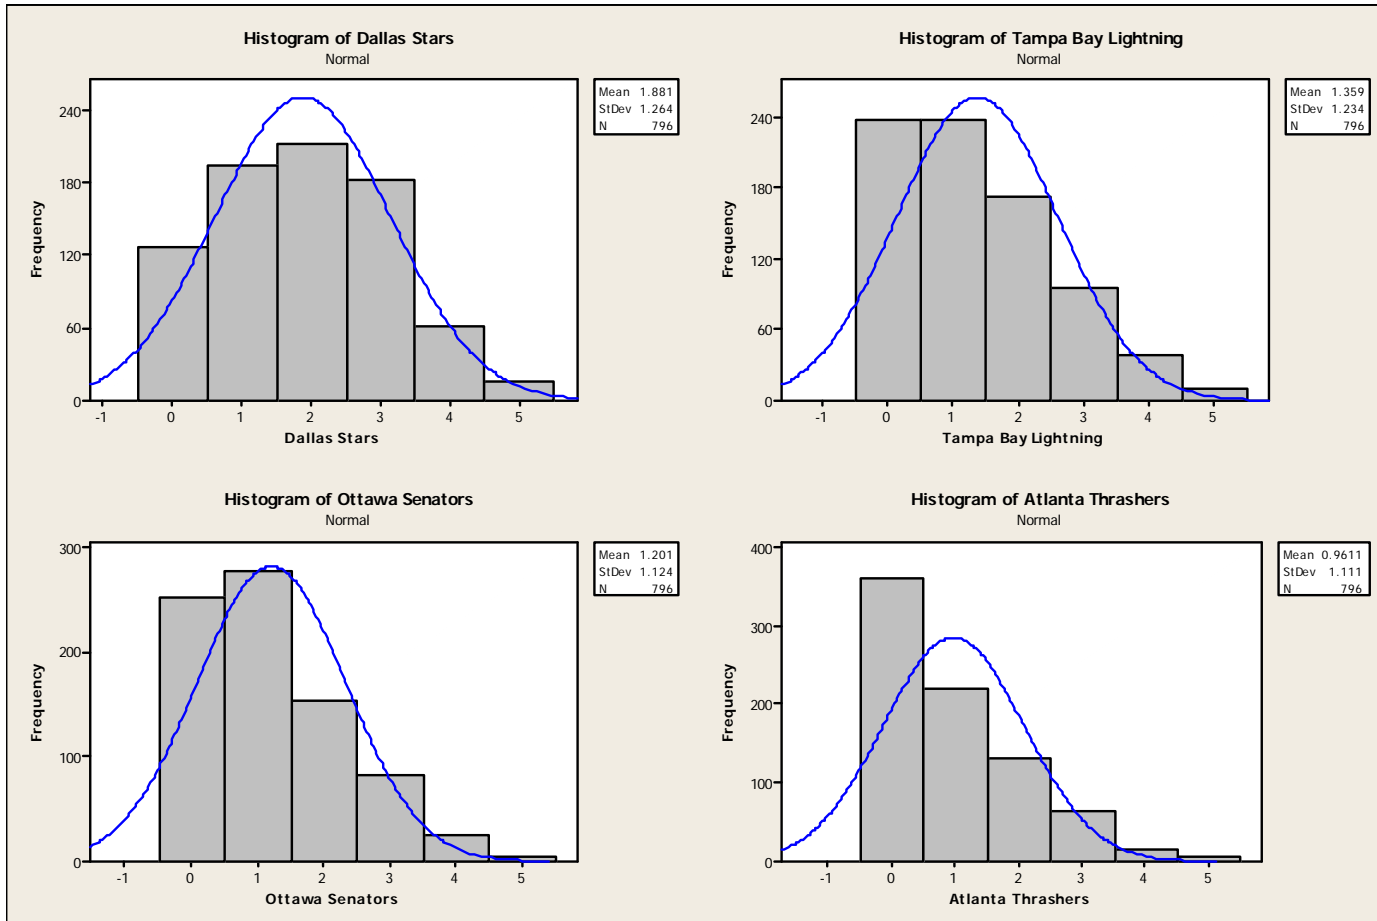 Histogram of Dallas Stars
Normal
Mean 1.881
StDev 1.264
N 796
240
180
120
60
0
Frequency
-1 0 1 2 3 4 5
Dallas Stars
Histogram of Tampa Bay Lightning
Normal
Mean 1.359
StDev 1.234
N 796
240
180
120
60
0
Frequency
-1 0 1 2 3 4 5
Tampa Bay Lightning
Histogram of Ottawa Senators
Normal
Mean 1.201
StDev 1.124
N 796
300
200
100
0
Frequency
-1 0 1 2 3 4 5
Ottawa Senators
Histogram of Atlanta Thrashers
Normal
Mean 0.9611
StDev 1.111
N 796
400
300
200
100
0
Frequency
-1 0 1 2 3 4 5
Atlanta Thrashers